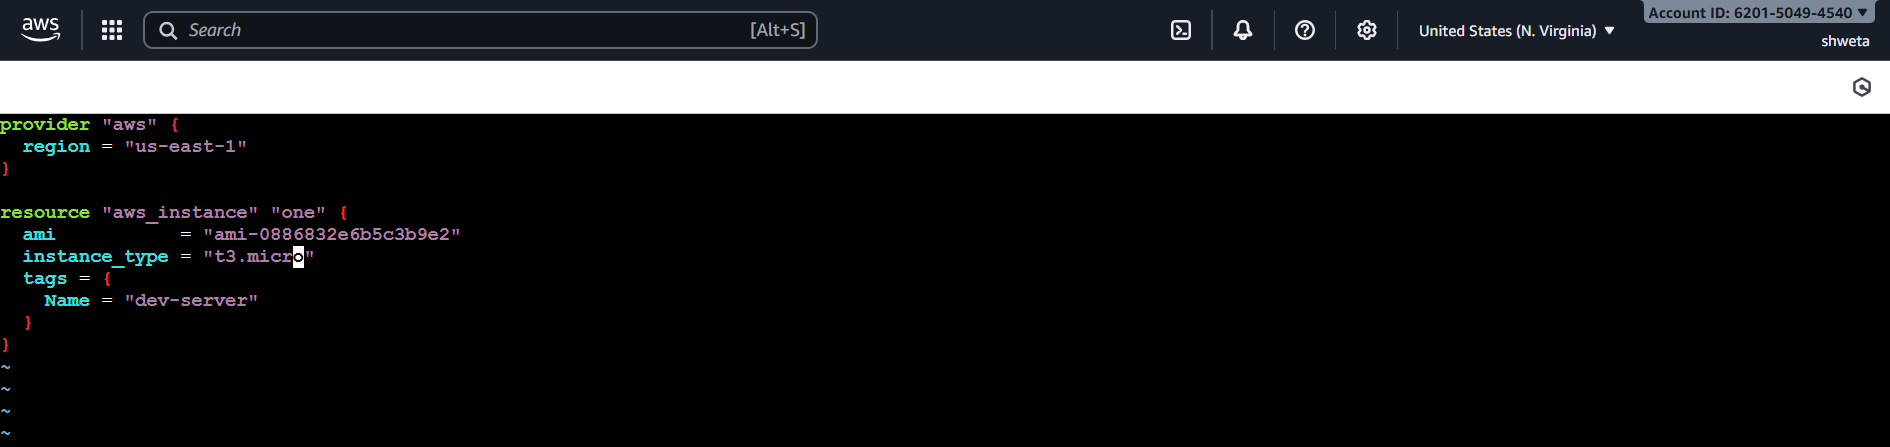 aws
Search [Alt+S]
United States (N. Virginia) ▼
Account ID: 6201-5049-4540 ▼
shweta
provider "aws" {
  region = "us-east-1"
}

resource "aws_instance" "one" {
  ami           = "ami-0886832e6b5c3b9e2"
  instance_type = "t3.micro"
  tags = {
    Name = "dev-server"
  }
}
~
~
~
~